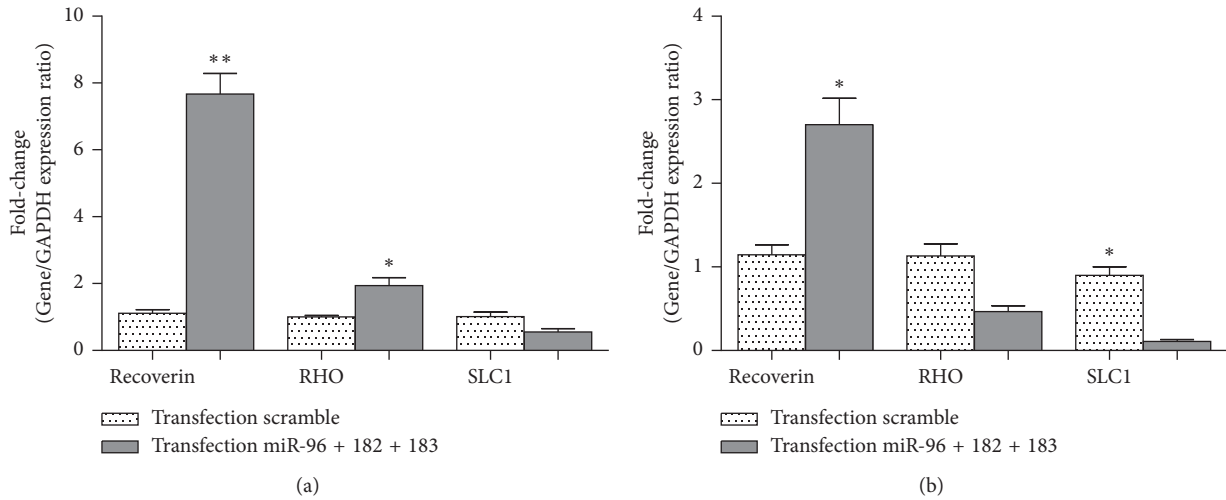 10
8
6
4
2
0
Fold-change
(Gene/GAPDH expression ratio)
**
*
Recoverin RHO SLC1
Transfection scramble
Transfection miR-96 + 182 + 183
(a)
4
3
2
1
0
Fold-change
(Gene/GAPDH expression ratio)
*
*
Recoverin RHO SLC1
Transfection scramble
Transfection miR-96 + 182 + 183
(b)